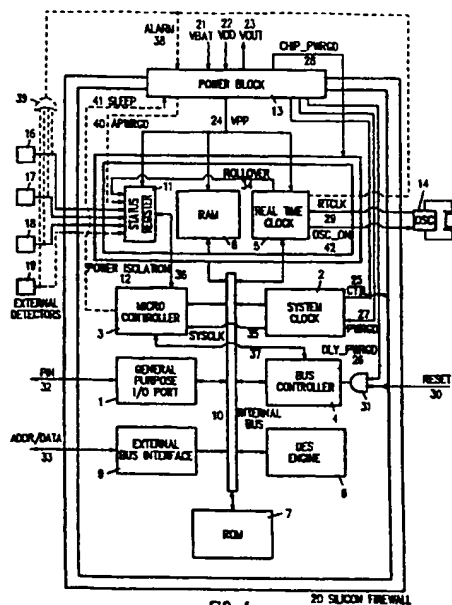 ALARM
38
21
VBAT
22
VDD
23
VOUT
CHIP_PWRGD
28
POWER BLOCK
13
39
41 SLEEP
40 APWRGD
24 VPP
16
17
18
19
EXTERNAL
DETECTORS
STATUS
REGISTER
11
ROLLOVER
34
RAM
REAL TIME
CLOCK
5
RTCLK
29
OSC_ON
42
14
OSC
POWER ISOLATION
12
36
MICRO
CONTROLLER
3
SYSTEM
CLOCK
2
25
CTR
27
PWRGD
35
SYSCLK
37
DLY_PWRGD
26
PIN
32
GENERAL
PURPOSE
I/O PORT
1
10
INTERNAL
BUS
BUS
CONTROLLER
4
31
RESET
30
ADDR/DATA
33
EXTERNAL
BUS INTERFACE
9
DES
ENGINE
ROM
7
20 SILICON FIREWALL